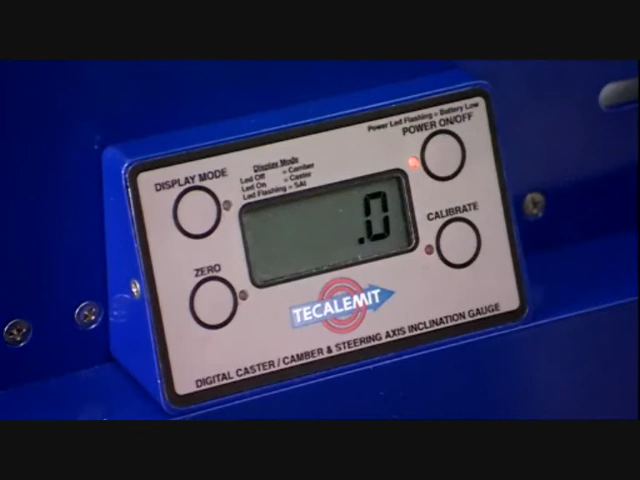 Power Led Flashing = Battery Low
POWER ON/OFF
DISPLAY MODE
Display Mode
Led Off = Camber
Led On = Caster
Led Flashing = SAI
.0
CALIBRATE
ZERO
TECALEMIT
DIGITAL CASTER / CAMBER & STEERING AXIS INCLINATION GAUGE